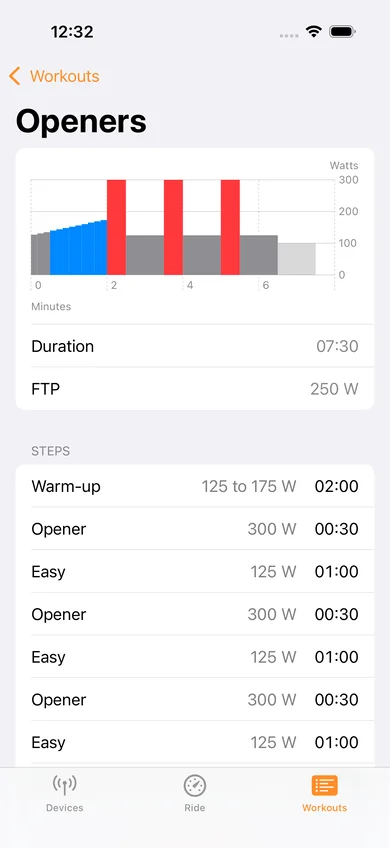 12:32
Workouts
Openers
Watts
300
200
100
0
0 2 4 6
Minutes
Duration 07:30
FTP 250 W
STEPS
Warm-up 125 to 175 W 02:00
Opener 300 W 00:30
Easy 125 W 01:00
Opener 300 W 00:30
Easy 125 W 01:00
Opener 300 W 00:30
Easy 125 W 01:00
Devices Ride Workouts